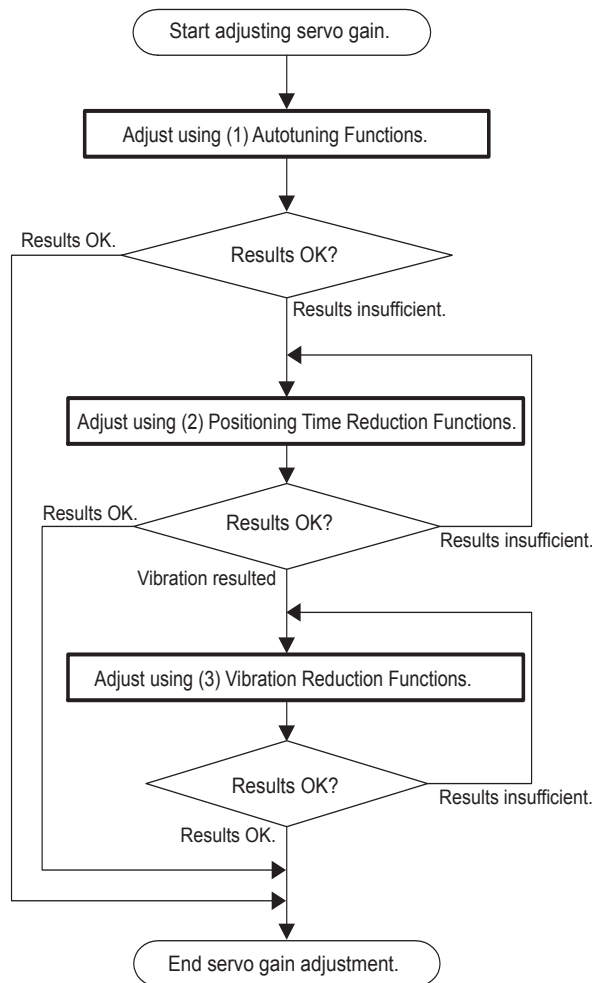 Start adjusting servo gain.
Adjust using (1) Autotuning Functions.
Results OK.
Results OK?
Results insufficient.
Adjust using (2) Positioning Time Reduction Functions.
Results OK.
Results OK?
Results insufficient.
Vibration resulted
Adjust using (3) Vibration Reduction Functions.
Results OK?
Results insufficient.
Results OK.
End servo gain adjustment.